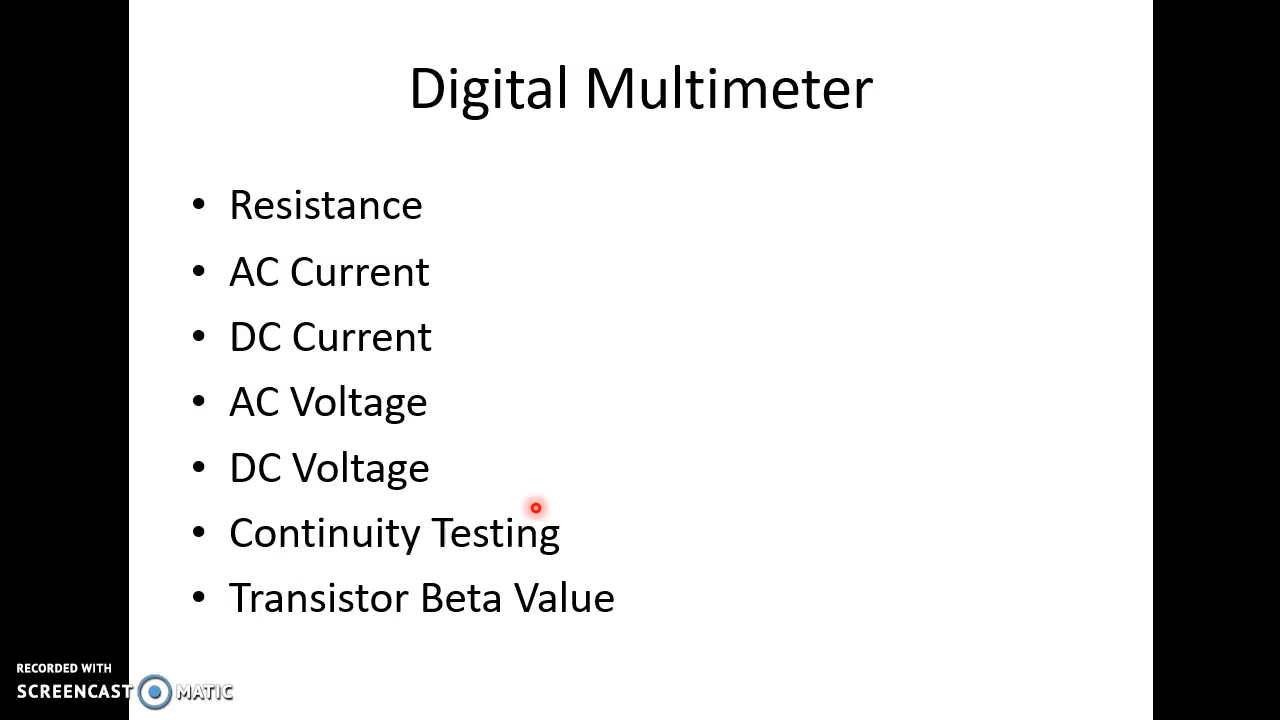 Digital Multimeter
• Resistance
• AC Current
• DC Current
• AC Voltage
• DC Voltage
• Continuity Testing
• Transistor Beta Value
RECORDED WITH
SCREENCAST MATIC